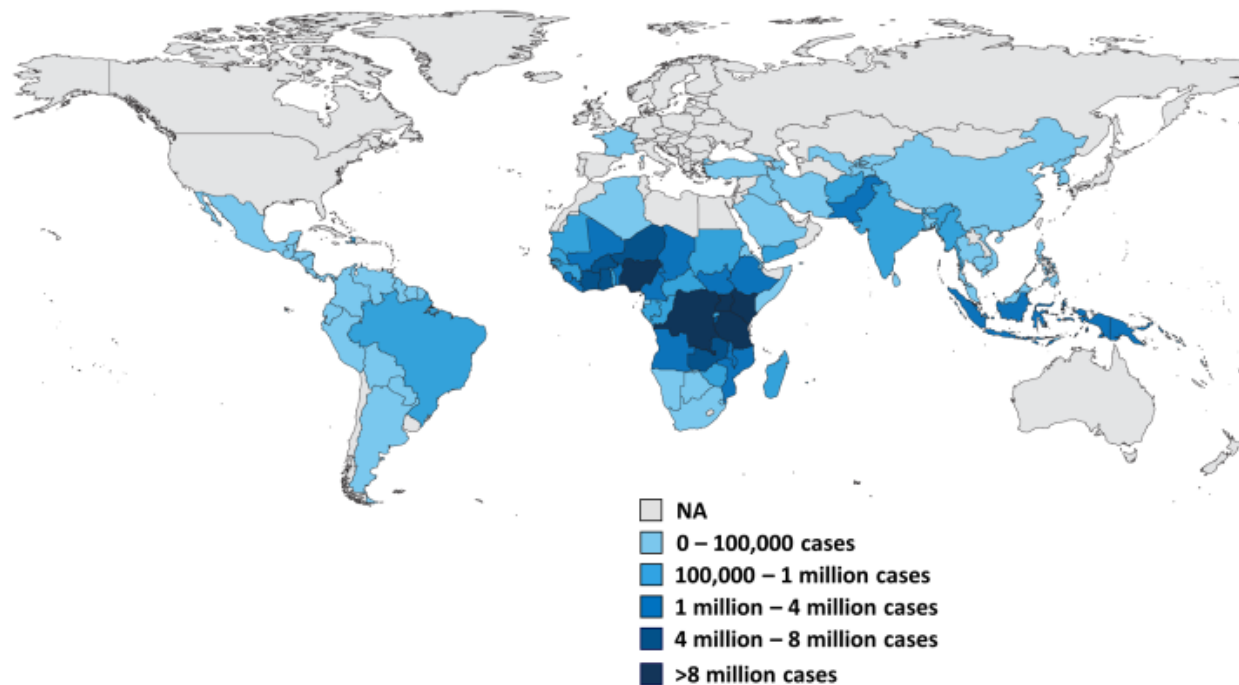 NA
0 – 100,000 cases
100,000 – 1 million cases
1 million – 4 million cases
4 million – 8 million cases
>8 million cases